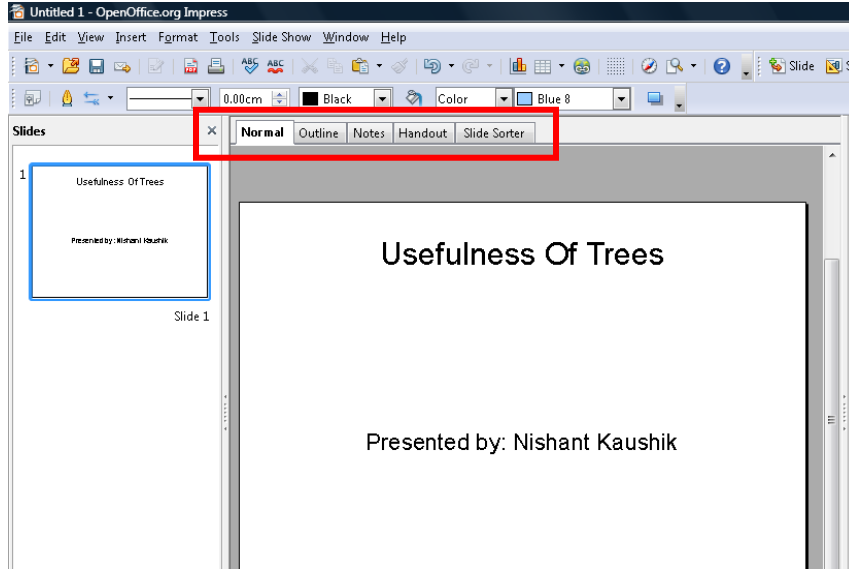 Untitled 1 - OpenOffice.org Impress
File Edit View Insert Format Tools Slide Show Window Help
ABC ABC Slide
0.00cm Black Color Blue 8
Slides
Normal Outline Notes Handout Slide Sorter
1
Usefulness Of Trees
Presented by: Nishant Kaushik
Slide 1
Usefulness Of Trees
Presented by: Nishant Kaushik